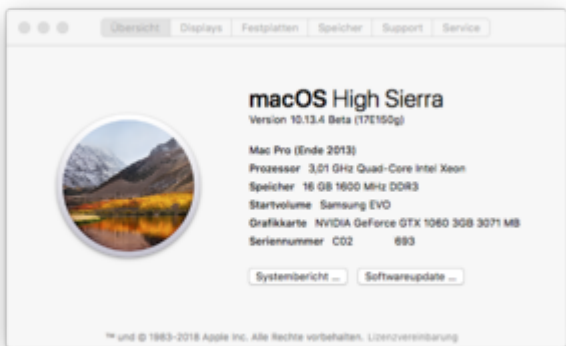 Übersicht Displays Festplatten Speicher Support Service
macOS High Sierra
Version 10.13.4 Beta (17E150g)
Mac Pro (Ende 2013)
Prozessor 3,01 GHz Quad-Core Intel Xeon
Speicher 16 GB 1600 MHz DDR3
Startvolume Samsung EVO
Grafikkarte NVIDIA GeForce GTX 1060 3GB 3071 MB
Seriennummer C02 693
Systembericht ... Softwareupdate ...
™ und © 1983-2018 Apple Inc. Alle Rechte vorbehalten. Lizenzvereinbarung